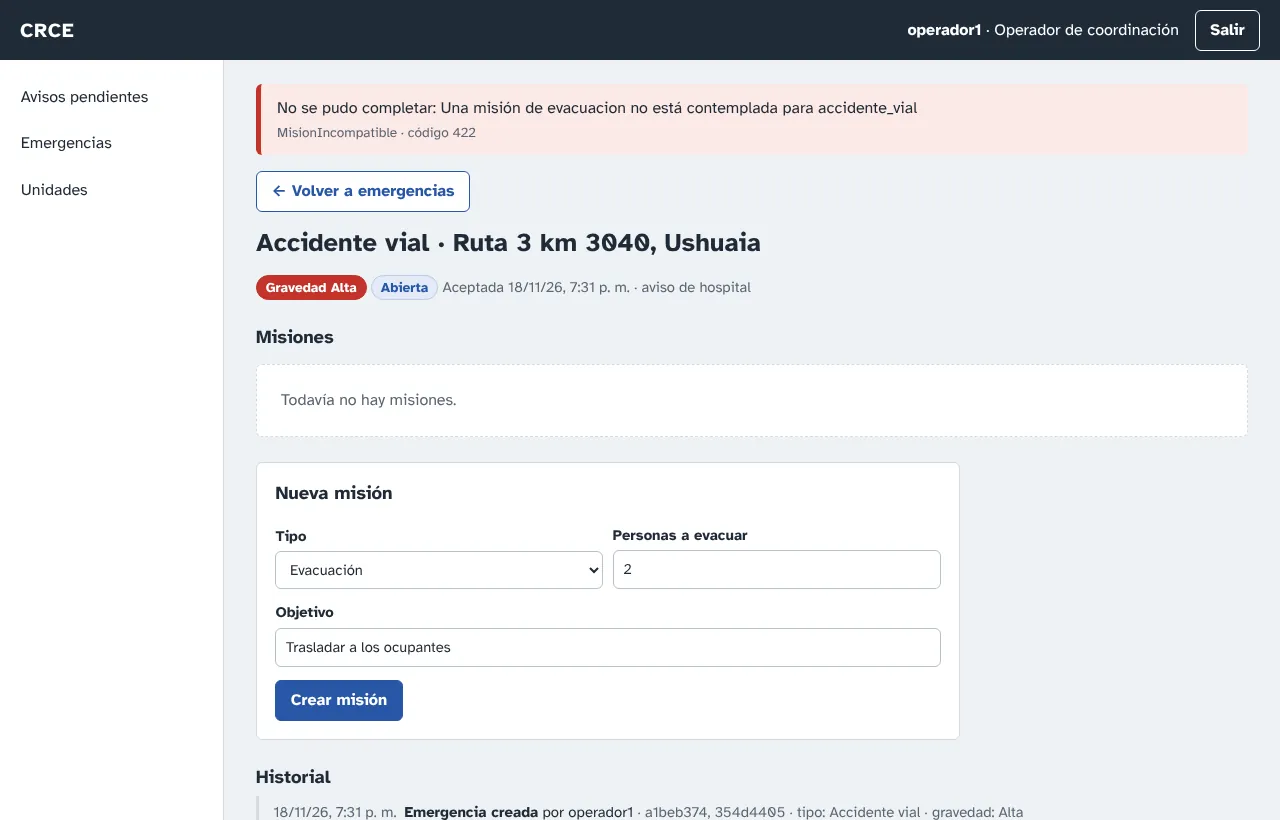 CRCE
operador1 · Operador de coordinación
Salir
Avisos pendientes
Emergencias
Unidades
No se pudo completar: Una misión de evacuacion no está contemplada para accidente_vial
MisionIncompatible · código 422
← Volver a emergencias
Accidente vial · Ruta 3 km 3040, Ushuaia
Gravedad Alta Abierta Aceptada 18/11/26, 7:31 p. m. · aviso de hospital
Misiones
Todavía no hay misiones.
Nueva misión
Tipo
Personas a evacuar
Evacuación
2
Objetivo
Trasladar a los ocupantes
Crear misión
Historial
18/11/26, 7:31 p. m. Emergencia creada por operador1 · a1beb374, 354d4405 · tipo: Accidente vial · gravedad: Alta